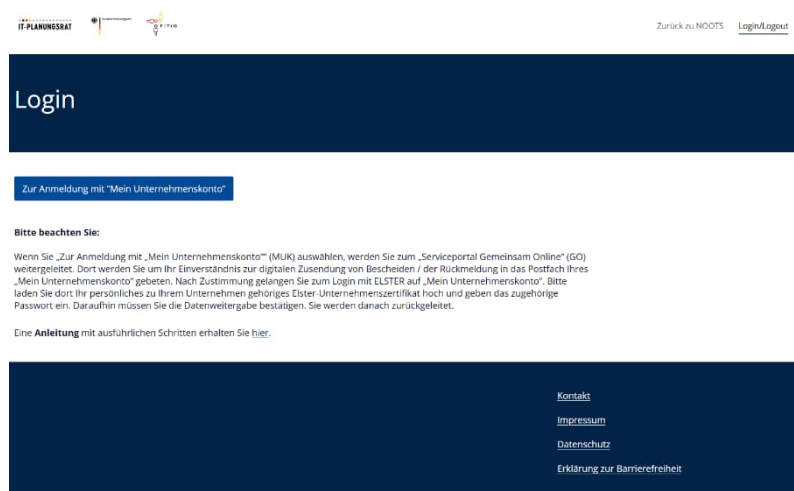 IT-PLANUNGSRAT
FITKO
Zurück zu NOOTS
Login/Logout
Login
Zur Anmeldung mit "Mein Unternehmenskonto"
Bitte beachten Sie:
Wenn Sie „Zur Anmeldung mit „Mein Unternehmenskonto"" (MUK) auswählen, werden Sie zum „Serviceportal Gemeinsam Online" (GO)
weitergeleitet. Dort werden Sie um Ihr Einverständnis zur digitalen Zusendung von Bescheiden / der Rückmeldung in das Postfach Ihres
„Mein Unternehmenskonto" gebeten. Nach Zustimmung gelangen Sie zum Login mit ELSTER auf „Mein Unternehmenskonto". Bitte
laden Sie dort Ihr persönliches zu Ihrem Unternehmen gehöriges Elster-Unternehmenszertifikat hoch und geben das zugehörige
Passwort ein. Daraufhin müssen Sie die Datenweitergabe bestätigen. Sie werden danach zurückgeleitet.
Eine Anleitung mit ausführlichen Schritten erhalten Sie hier.
Kontakt
Impressum
Datenschutz
Erklärung zur Barrierefreiheit